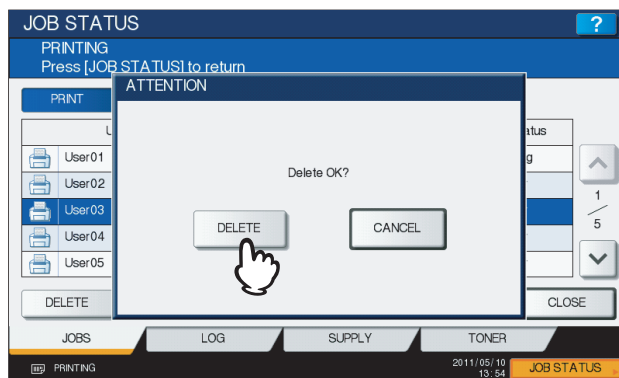 JOB STATUS
?
PRINTING
Press [JOB STATUS] to return
ATTENTION
PRINT
User01
User02
User03
User04
User05
Delete OK?
DELETE
CANCEL
1
5
DELETE
CLOSE
JOBS
LOG
SUPPLY
TONER
PRINTING
2011/05/10
13:54
JOB STATUS